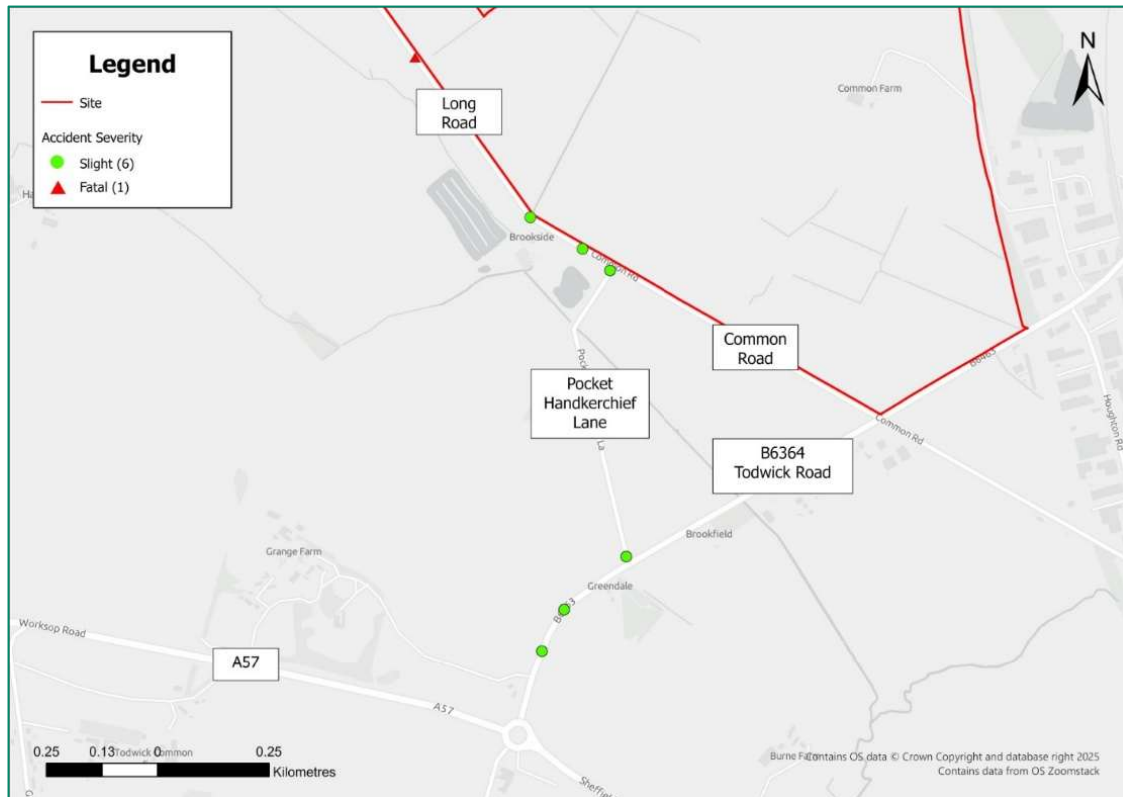 Legend
Site
Accident Severity
Slight (6)
Fatal (1)
N
Common Farm
Long
Road
Brookside
Common Rd
Common
Road
B6463
Houghton Rd
Pocket
Handkerchief
Lane
La
Common Rd
B6364
Todwick Road
Brookfield
Greendale
Grange Farm
Worksop Road
A57
A57
Todwick Common
0.25 0.13 0 0.25
Kilometres
Contains OS data © Crown Copyright and database right 2025
Contains data from OS Zoomstack